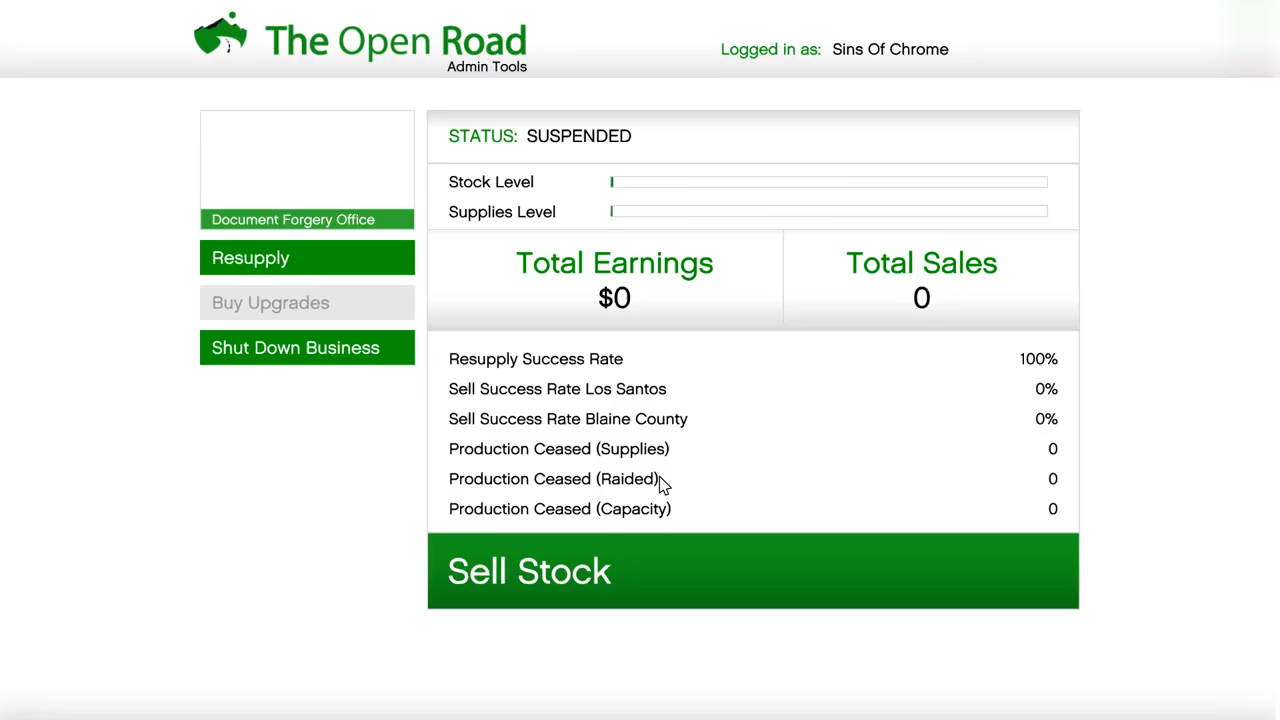 The Open Road
Admin Tools
Logged in as: Sins Of Chrome
Document Forgery Office
Resupply
Buy Upgrades
Shut Down Business
STATUS: SUSPENDED
Stock Level
Supplies Level
Total Earnings
$0
Total Sales
0
Resupply Success Rate 100%
Sell Success Rate Los Santos 0%
Sell Success Rate Blaine County 0%
Production Ceased (Supplies) 0
Production Ceased (Raided) 0
Production Ceased (Capacity) 0
Sell Stock